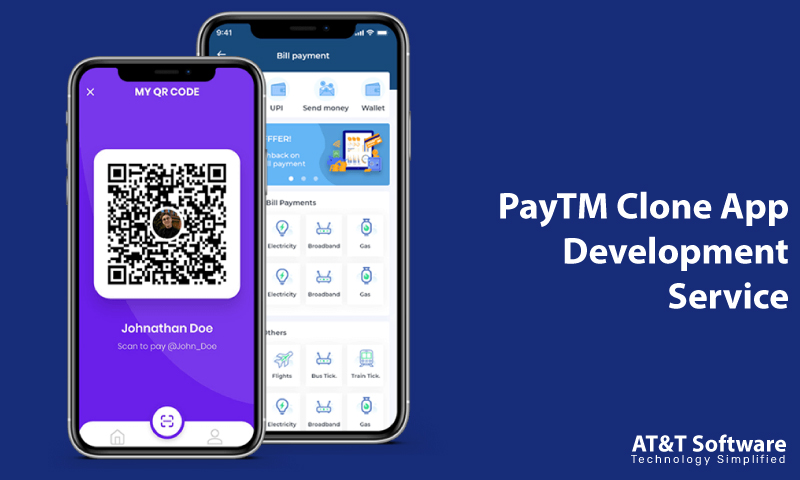 MY QR CODE
Johnathan Doe
Scan to pay @John_Doe
9:41
Bill payment
UPI Send money Wallet
FFER!
hback on
ll payment
Bill Payments
Electricity Broadband Gas
Electricity Broadband Gas
thers
Flights Bus Tick. Train Tick.
Electricity Broadband Gas
PayTM Clone App
Development
Service
AT&T Software
Technology Simplified